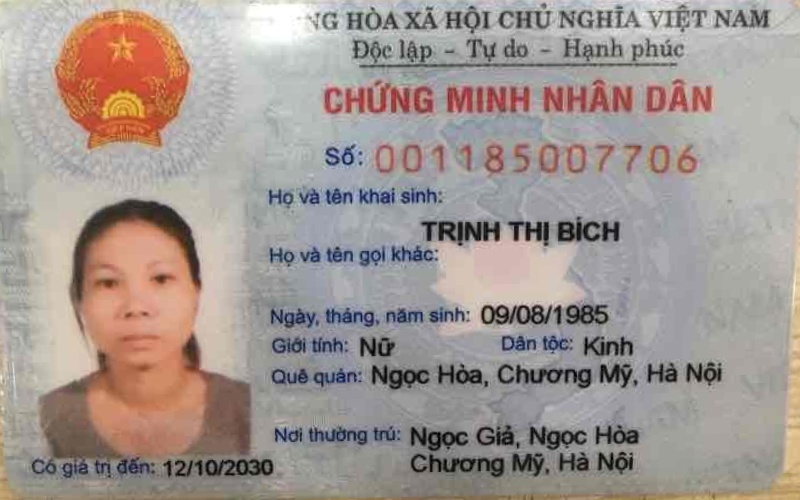 NG HÒA XÃ HỘI CHỦ NGHĨA VIỆT NAM
Độc lập - Tự do - Hạnh phúc
CHỨNG MINH NHÂN DÂN
Số: 001185007706
Họ và tên khai sinh:
TRỊNH THỊ BÍCH
Họ và tên gọi khác:
Ngày, tháng, năm sinh: 09/08/1985
Giới tính: Nữ Dân tộc: Kinh
Quê quán: Ngọc Hòa, Chương Mỹ, Hà Nội
Nơi thường trú: Ngọc Giả, Ngọc Hòa
Chương Mỹ, Hà Nội
Có giá trị đến: 12/10/2030